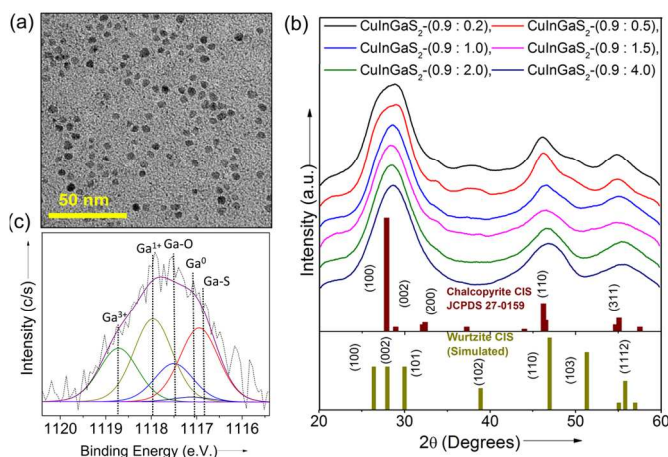 (a)
50 nm
(b)
CuInGaS2-(0.9 : 0.2), CuInGaS2-(0.9 : 0.5),
CuInGaS2-(0.9 : 1.0), CuInGaS2-(0.9 : 1.5),
CuInGaS2-(0.9 : 2.0), CuInGaS2-(0.9 : 4.0)
Intensity (a.u.)
(100)
(002)
(200)
(110)
(311)
Chalcopyrite CIS
JCPDS 27-0159
Wurtzite CIS
(Simulated)
(100)
(002)
(101)
(102)
(110)
(103)
(1112)
20 30 40 50 60
2θ (Degrees)
(c)
Ga3+
Ga1+
Ga-O
Ga0
Ga-S
Intensity (c/s)
1120 1119 1118 1117 1116
Binding Energy (e.V.)